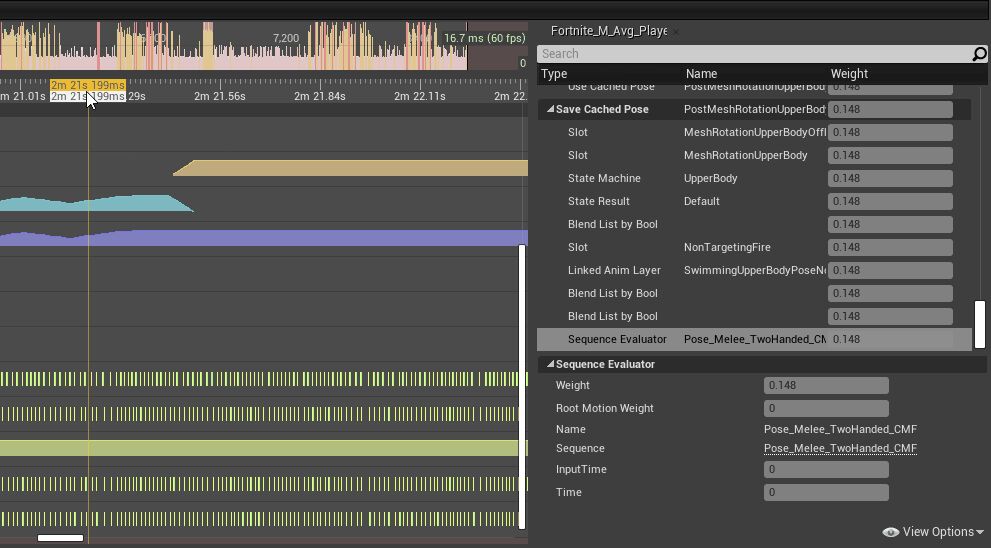 Fortnite_M_Avg_Playe
7,200
16.7 ms (60 fps)
0
Search
Type Name Weight
2m 21s 199ms
m 21.01s 2m 21s 199ms .29s 2m 21.56s 2m 21.84s 2m 22.11s 2m 22.
Use Cached Pose PostMeshRotationUpperBod 0.148
Save Cached Pose PostMeshRotationUpperBod 0.148
Slot MeshRotationUpperBodyOffl 0.148
Slot MeshRotationUpperBody 0.148
State Machine UpperBody 0.148
State Result Default 0.148
Blend List by Bool 0.148
Slot NonTargetingFire 0.148
Linked Anim Layer SwimmingUpperBodyPoseNo 0.148
Blend List by Bool 0.148
Blend List by Bool 0.148
Sequence Evaluator Pose_Melee_TwoHanded_CM 0.148
Sequence Evaluator
Weight 0.148
Root Motion Weight 0
Name Pose_Melee_TwoHanded_CMF
Sequence Pose_Melee_TwoHanded_CMF
InputTime 0
Time 0
View Options